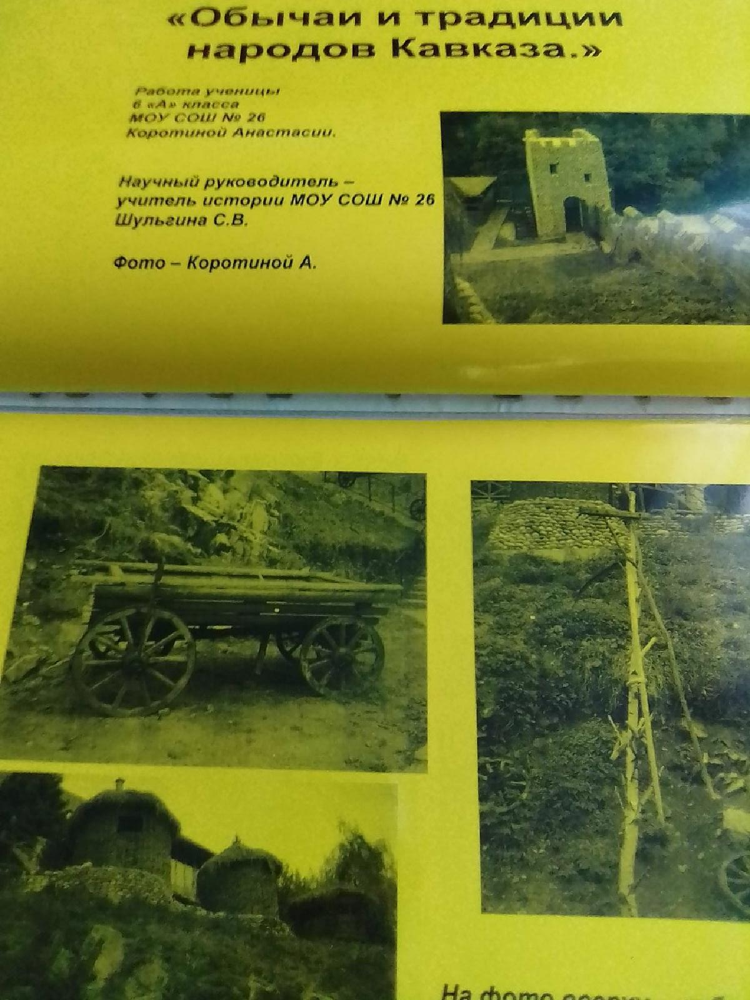 «Обычаи и традиции
народов Кавказа.»
Работа ученицы
6 «А» класса
МОУ СОШ № 26
Коротиной Анастасии.
Научный руководитель –
учитель истории МОУ СОШ № 26
Шульгина С.В.
Фото – Коротиной А.
На фото